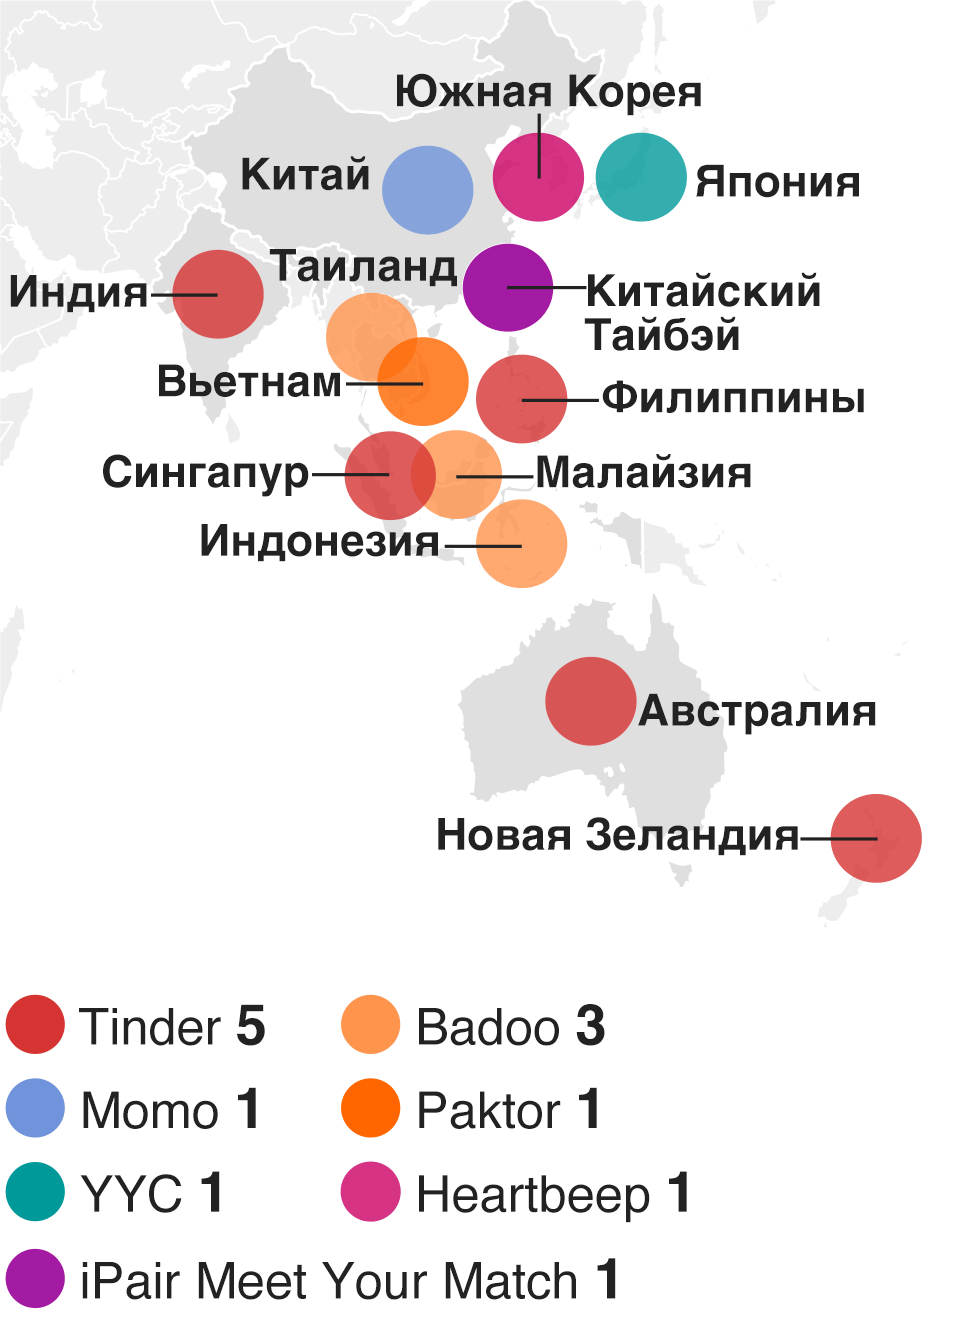 Южная Корея
Китай
Япония
Таиланд
Индия
Китайский
Тайбэй
Вьетнам
Филиппины
Сингапур
Малайзия
Индонезия
Австралия
Новая Зеландия
Tinder 5
Badoo 3
Momo 1
Paktor 1
YYC 1
Heartbeep 1
iPair Meet Your Match 1